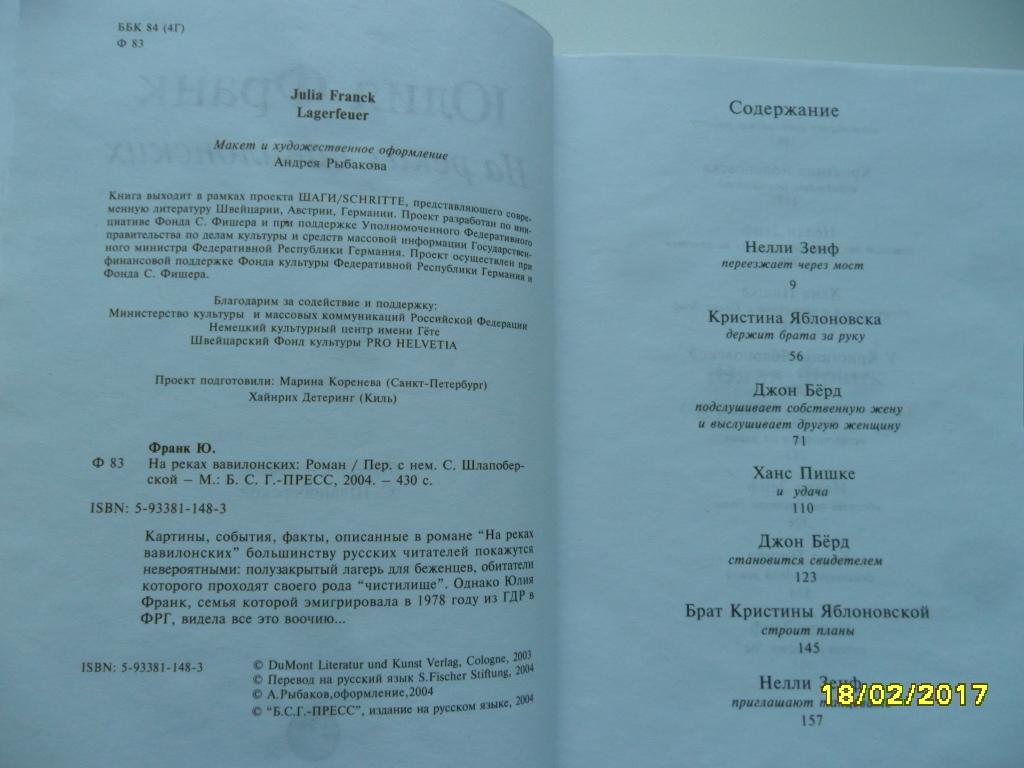 ББК 84 (4Г)
Ф 83
Julia Franck
Lagerfeuer
Макет и художественное оформление
Андрея Рыбакова
Книга выходит в рамках проекта ШАГИ/SCHRITTE, представляющего совре-
менную литературу Швейцарии, Австрии, Германии. Проект разработан по ини-
циативе Фонда С. Фишера и при поддержке Уполномоченного Федерального
правительства по делам культуры и средств массовой информации Государствен-
ного министра Федеративной Республики Германия. Проект осуществлен при
финансовой поддержке Фонда культуры Федеративной Республики Германия и
Фонда С. Фишера.
Благодарим за содействие и поддержку:
Министерство культуры и массовых коммуникаций Российской Федерации
Немецкий культурный центр имени Гёте
Швейцарский Фонд культуры PRO HELVETIA
Проект подготовили: Марина Коренева (Санкт-Петербург)
Хайнрих Детеринг (Киль)
Франк Ю.
Ф 83 На реках вавилонских: Роман / Пер. с нем. С. Шлапобер-
ской – М.: Б. С. Г.-ПРЕСС, 2004. – 430 с.
ISBN: 5-93381-148-3
Картины, события, факты, описанные в романе "На реках
вавилонских" большинству русских читателей покажутся
невероятными: полузакрытый лагерь для беженцев, обитатели
которого проходят своего рода "чистилище". Однако Юлия
Франк, семья которой эмигрировала в 1978 году из ГДР в
ФРГ, видела все это воочию...
ISBN: 5-93381-148-3
© DuMont Literatur und Kunst Verlag, Cologne, 2003
© Перевод на русский язык S.Fischer Stiftung, 2004
© А.Рыбаков,оформление,2004
© "Б.С.Г.-ПРЕСС", издание на русском языке, 2004
Содержание
Нелли Зенф
переезжает через мост
9
Кристина Яблоновска
держит брата за руку
56
Джон Бёрд
подслушивает собственную жену
и выслушивает другую женщину
71
Ханс Пишке
и удача
110
Джон Бёрд
становится свидетелем
123
Брат Кристины Яблоновской
строит планы
145
Нелли Зенф
приглашают
157
18/02/2017